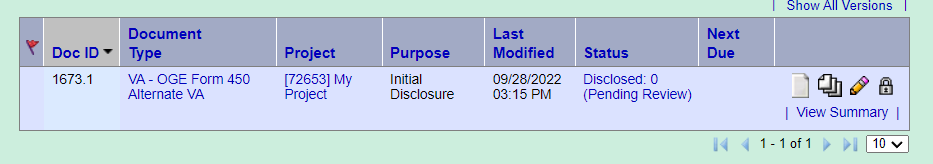 | Show All Versions |
Doc ID
Document Type
Project
Purpose
Last Modified
Status
Next Due
1673.1
VA - OGE Form 450
Alternate VA
[72653] My
Project
Initial
Disclosure
09/28/2022
03:15 PM
Disclosed: 0
(Pending Review)
| View Summary |
1 - 1 of 1
10